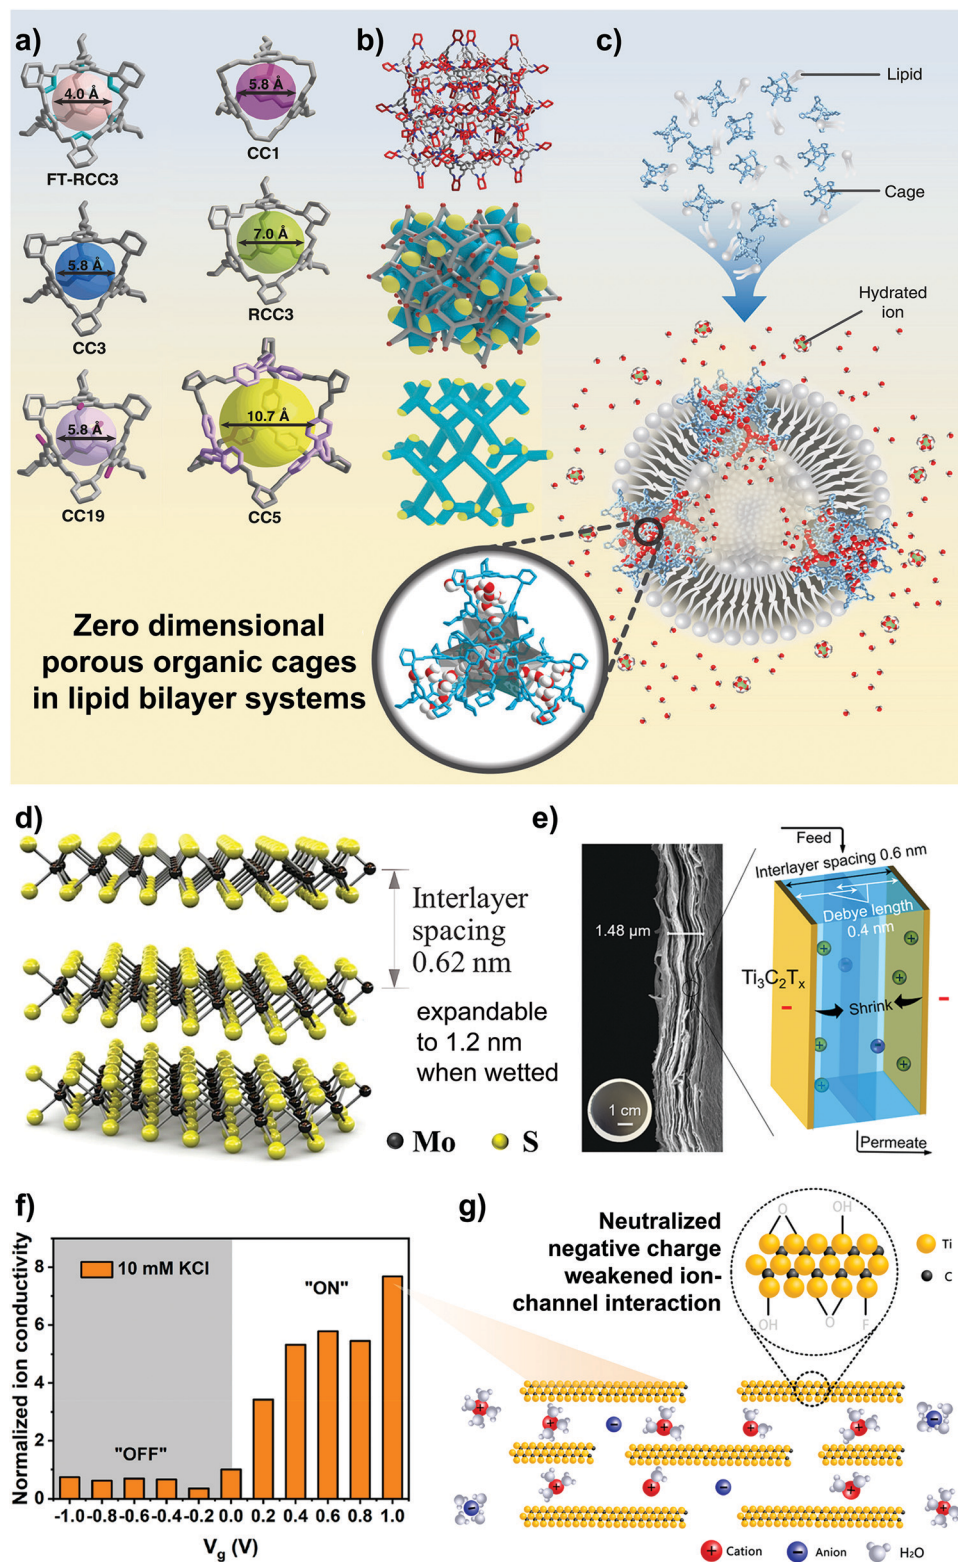 a)
4.0 Å
FT-RCC3
5.8 Å
CC1
5.8 Å
CC3
7.0 Å
RCC3
5.8 Å
CC19
10.7 Å
CC5
b)
c)
Lipid
Cage
Hydrated
ion
Zero dimensional
porous organic cages
in lipid bilayer systems
d)
Interlayer
spacing
0.62 nm
expandable
to 1.2 nm
when wetted
Mo
S
e)
1.48 μm
1 cm
Feed
Interlayer spacing 0.6 nm
Debye length
0.4 nm
Ti₃C₂Tₓ
Shrink
-
-
+
+
+
+
+
-
-
Permeate
f)
Normalized ion conductivity
8
6
4
2
0
10 mM KCl
"ON"
"OFF"
-1.0 -0.8 -0.6 -0.4 -0.2 0.0 0.2 0.4 0.6 0.8 1.0
V_g (V)
g)
Neutralized
negative charge
weakened ion-
channel interaction
O
OH
OH
O
F
Ti
C
+ Cation
- Anion
H₂O